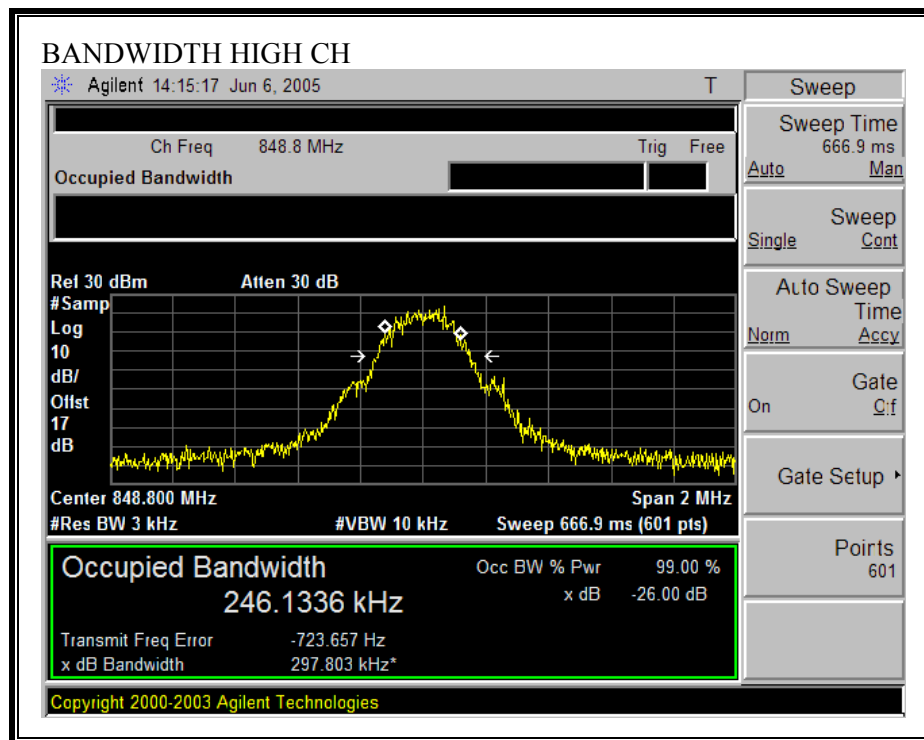 BANDWIDTH HIGH CH
Agilent 14:15:17 Jun 6, 2005 T
Sweep
Ch Freq 848.8 MHz Trig Free
Occupied Bandwidth
Sweep Time
666.9 ms
Auto Man
Sweep
Single Cont
Auto Sweep
Time
Norm Accy
Gate
On Off
Gate Setup
Points
601
Ref 30 dBm Atten 30 dB
#Samp
Log
10
dB/
Offst
17
dB
Center 848.800 MHz Span 2 MHz
#Res BW 3 kHz #VBW 10 kHz Sweep 666.9 ms (601 pts)
Occupied Bandwidth
246.1336 kHz
Occ BW % Pwr 99.00 %
x dB -26.00 dB
Transmit Freq Error -723.657 Hz
x dB Bandwidth 297.803 kHz*
Copyright 2000-2003 Agilent Technologies